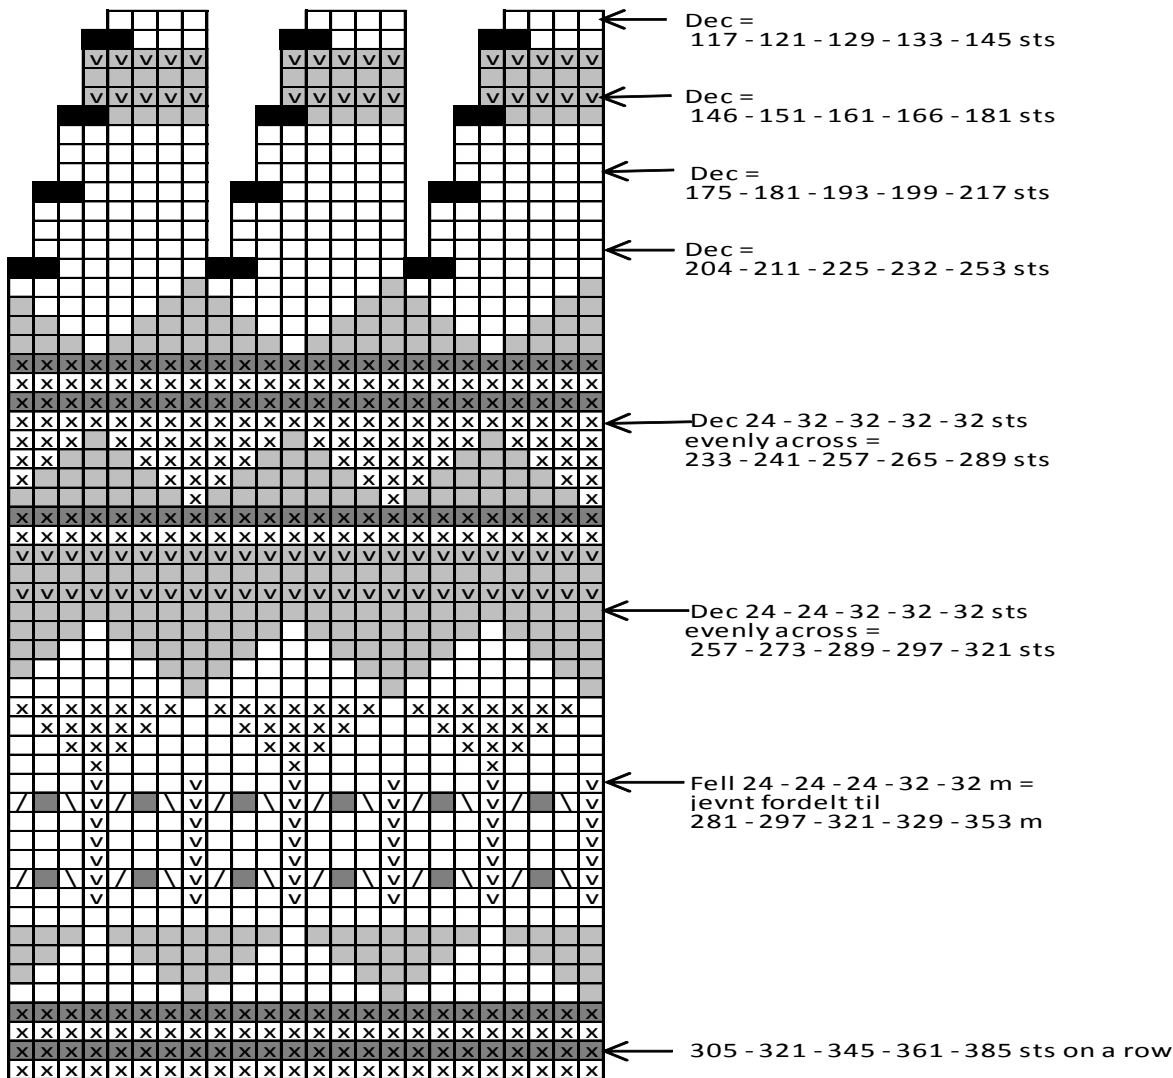 Dec =
117 - 121 - 129 - 133 - 145 sts
Dec =
146 - 151 - 161 - 166 - 181 sts
Dec =
175 - 181 - 193 - 199 - 217 sts
Dec =
204 - 211 - 225 - 232 - 253 sts
Dec 24 - 32 - 32 - 32 - 32 sts
evenly across =
233 - 241 - 257 - 265 - 289 sts
Dec 24 - 24 - 32 - 32 - 32 sts
evenly across =
257 - 273 - 289 - 297 - 321 sts
Fell 24 - 24 - 24 - 32 - 32 m =
jevnt fordelt til
281 - 297 - 321 - 329 - 353 m
305 - 321 - 345 - 361 - 385 sts on a row